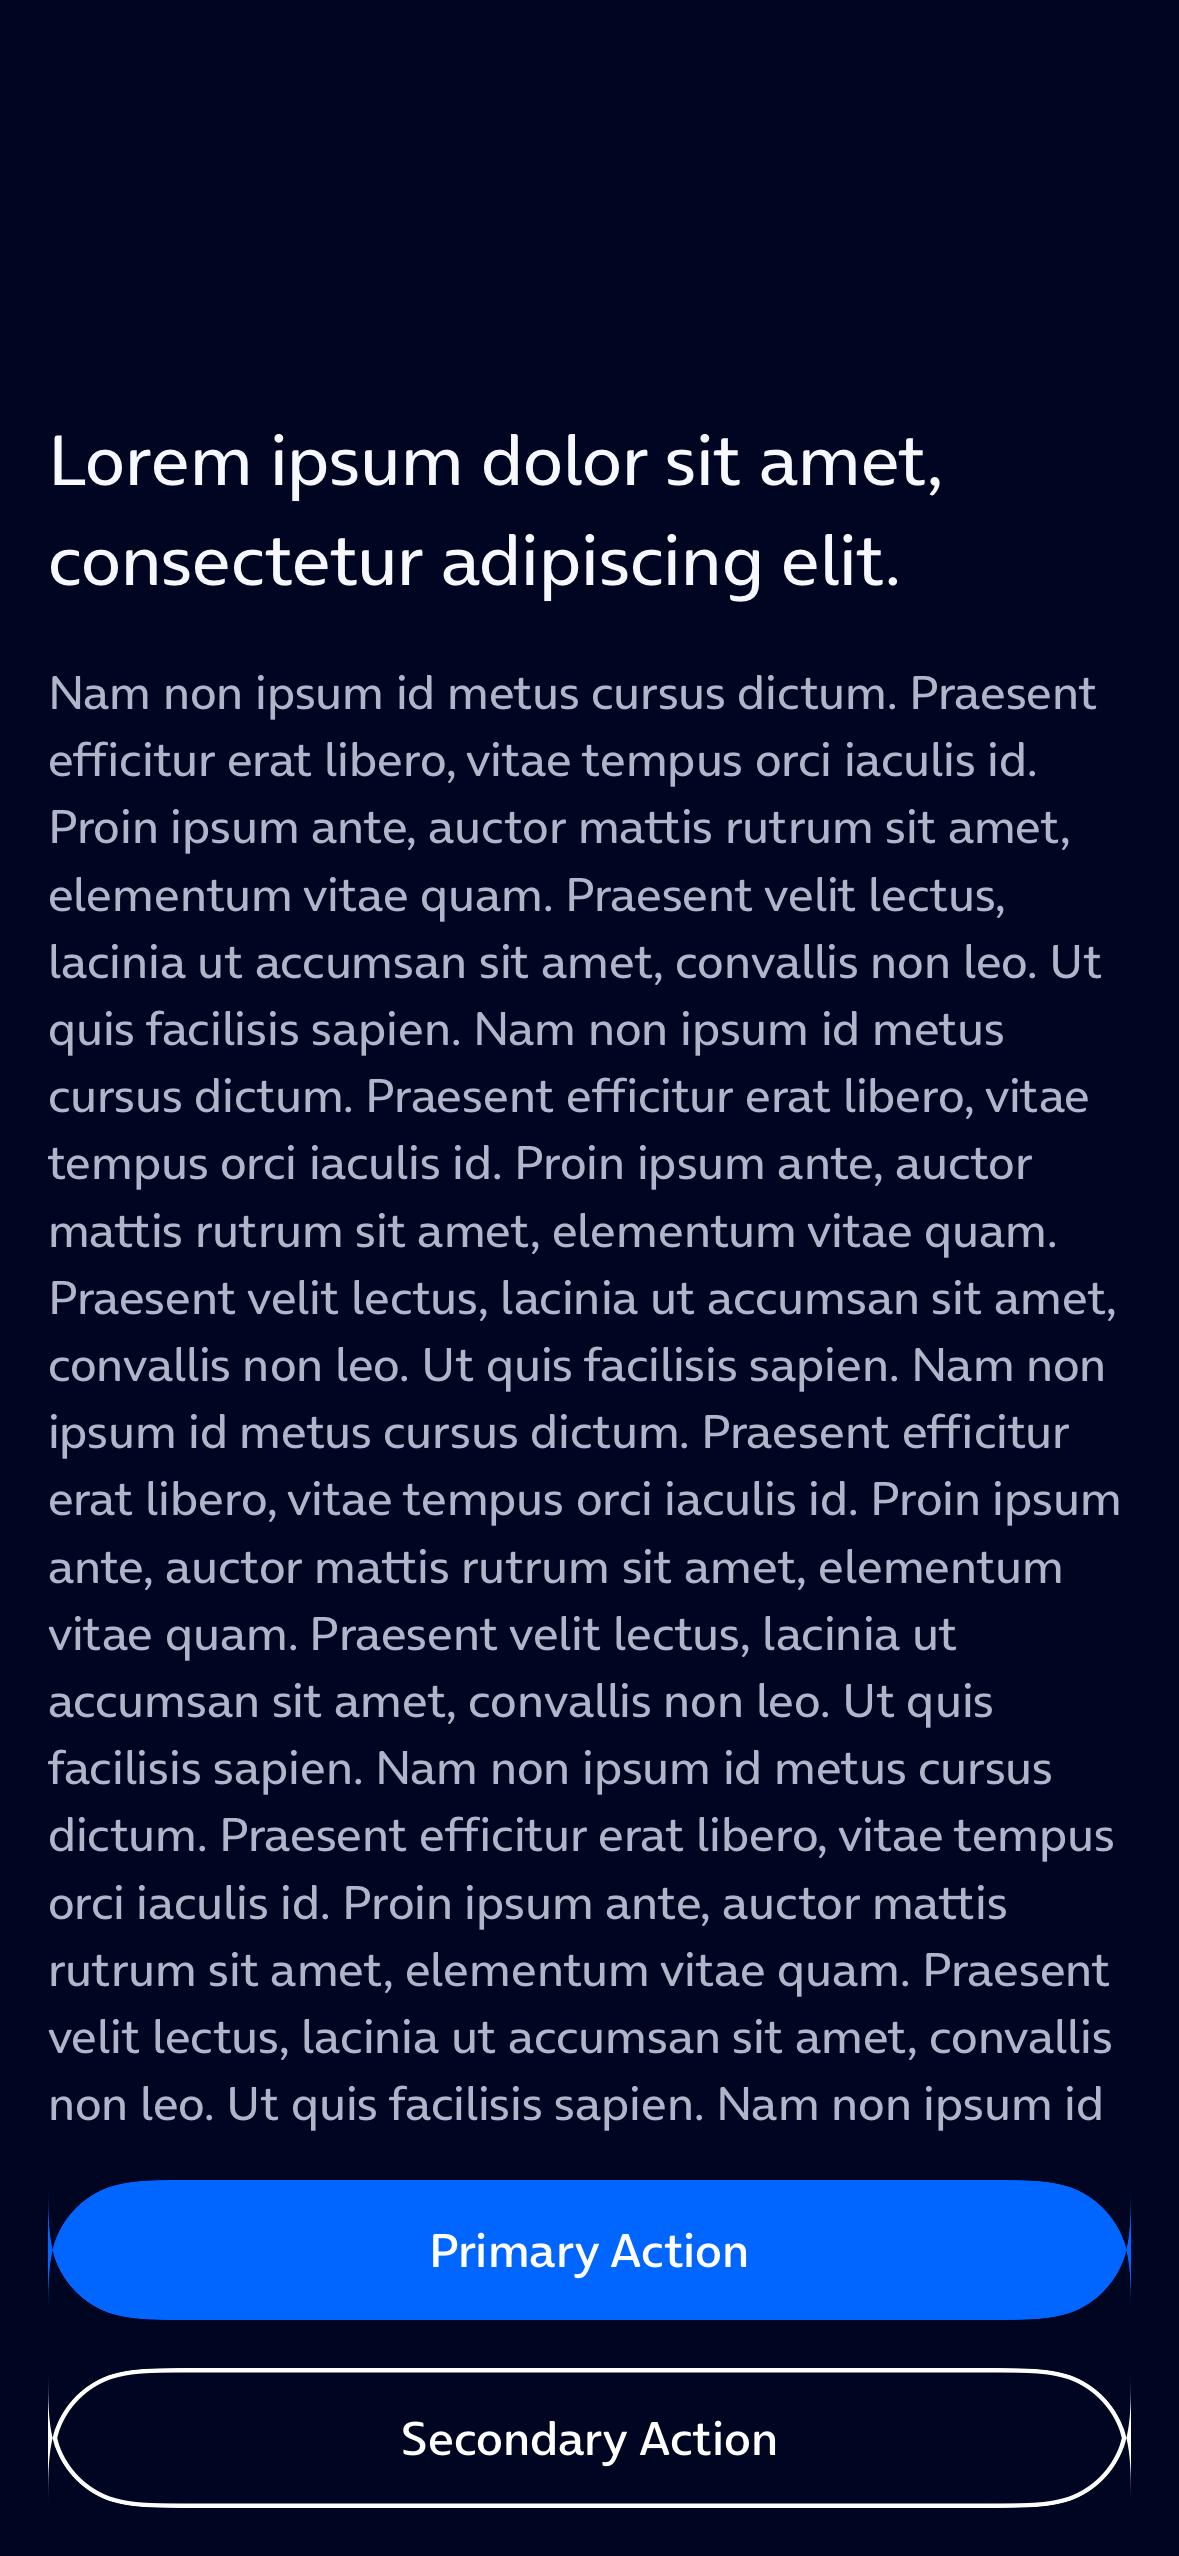 Lorem ipsum dolor sit amet,
consectetur adipiscing elit.
Nam non ipsum id metus cursus dictum. Praesent
efficitur erat libero, vitae tempus orci iaculis id.
Proin ipsum ante, auctor mattis rutrum sit amet,
elementum vitae quam. Praesent velit lectus,
lacinia ut accumsan sit amet, convallis non leo. Ut
quis facilisis sapien. Nam non ipsum id metus
cursus dictum. Praesent efficitur erat libero, vitae
tempus orci iaculis id. Proin ipsum ante, auctor
mattis rutrum sit amet, elementum vitae quam.
Praesent velit lectus, lacinia ut accumsan sit amet,
convallis non leo. Ut quis facilisis sapien. Nam non
ipsum id metus cursus dictum. Praesent efficitur
erat libero, vitae tempus orci iaculis id. Proin ipsum
ante, auctor mattis rutrum sit amet, elementum
vitae quam. Praesent velit lectus, lacinia ut
accumsan sit amet, convallis non leo. Ut quis
facilisis sapien. Nam non ipsum id metus cursus
dictum. Praesent efficitur erat libero, vitae tempus
orci iaculis id. Proin ipsum ante, auctor mattis
rutrum sit amet, elementum vitae quam. Praesent
velit lectus, lacinia ut accumsan sit amet, convallis
non leo. Ut quis facilisis sapien. Nam non ipsum id
Primary Action
Secondary Action